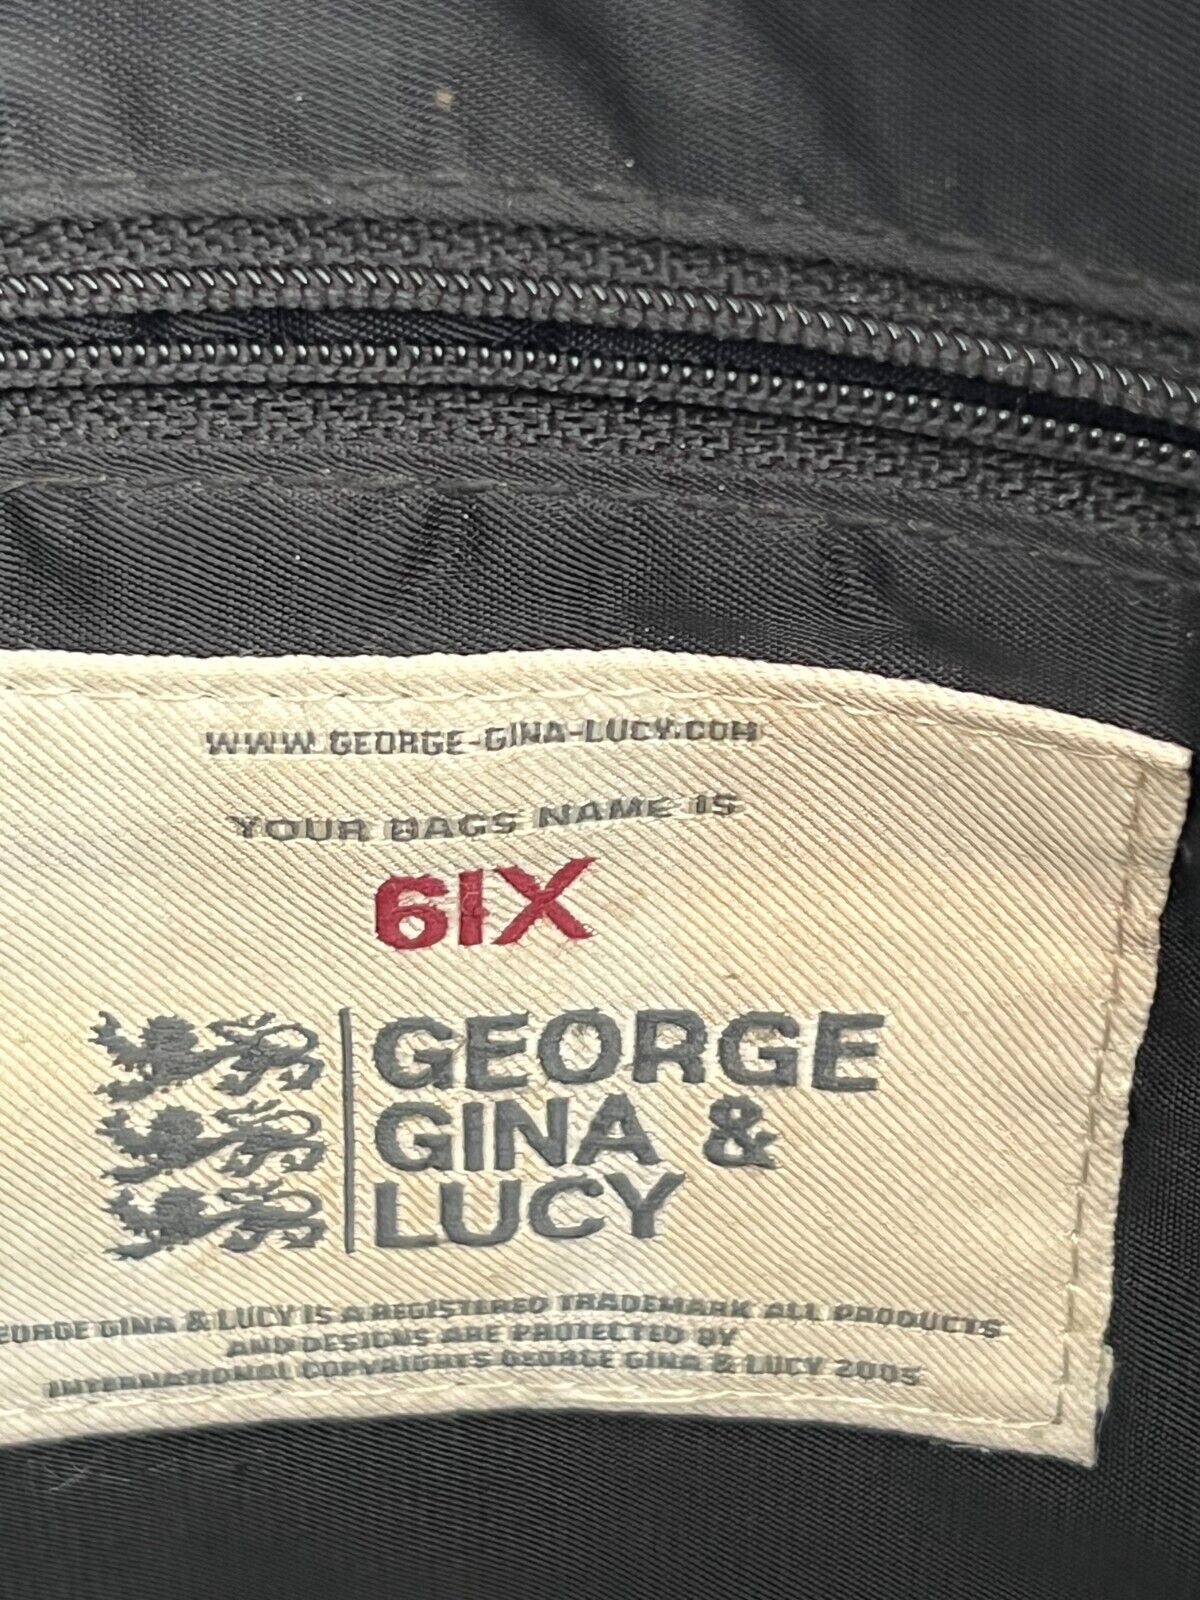 WWW.GEORGE-GINA-LUCY.COM
YOUR BAGS NAME IS
6IX
GEORGE
GINA &
LUCY
EORGE GINA & LUCY IS A REGISTERED TRADEMARK ALL PRODUCTS
AND DESIGNS ARE PROTECTED BY
INTERNATIONAL COPYRIGHTS GEORGE GINA & LUCY 2005